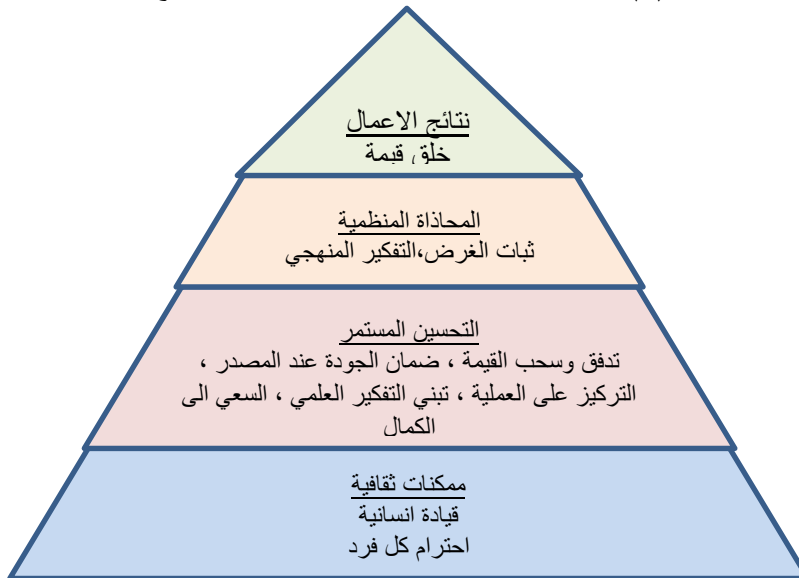 نتائج الاعمال
خلق قيمة
المحاذاة المنظمية
ثبات الغرض،التفكير المنهجي
التحسين المستمر
تدفق وسحب القيمة ، ضمان الجودة عند المصدر ،
التركيز على العملية ، تبني التفكير العلمي ، السعي الى
الكمال
ممكنات ثقافية
قيادة انسانية
احترام كل فرد